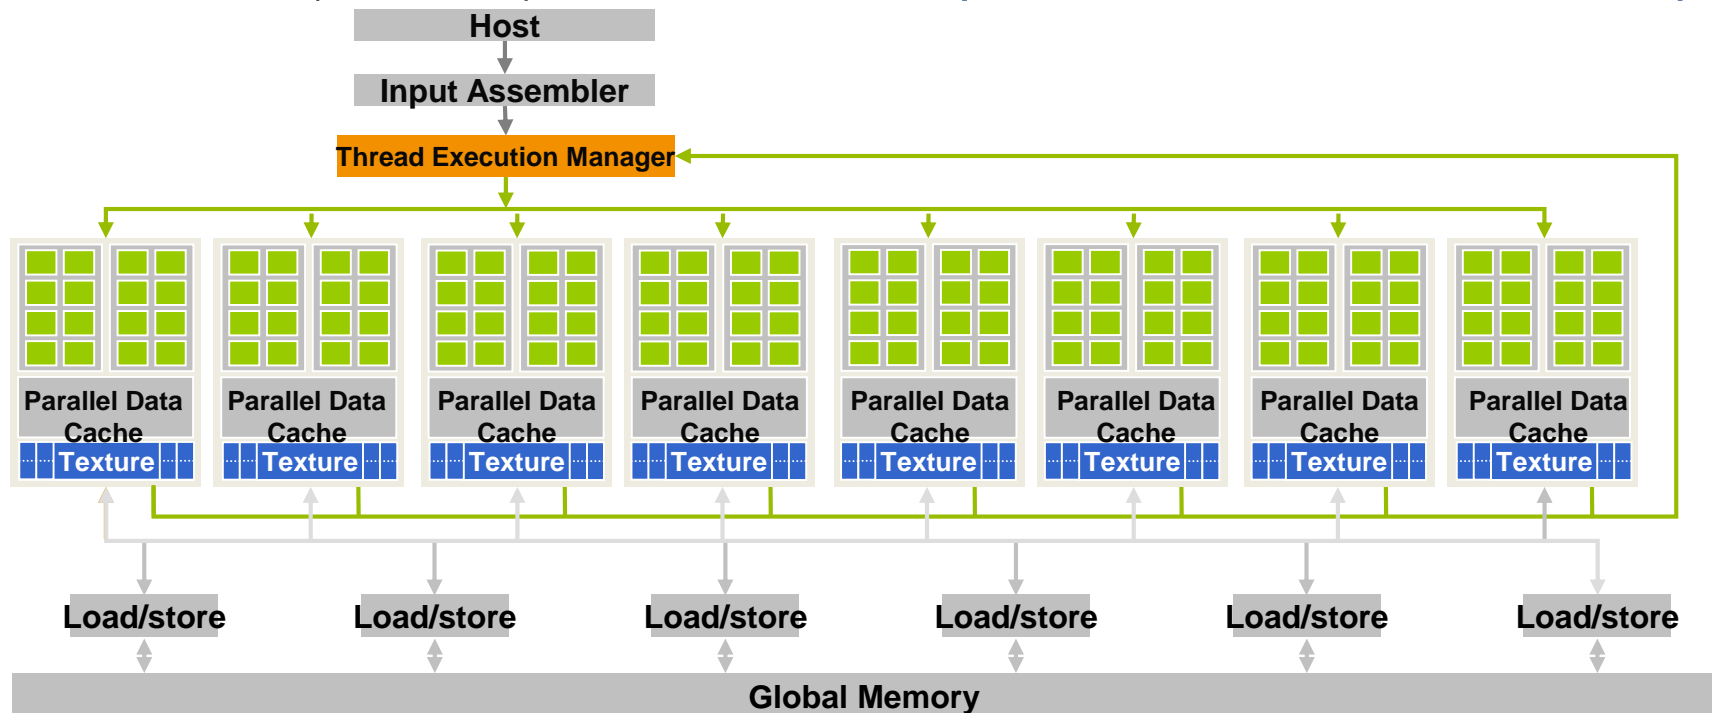 Host
Input Assembler
Thread Execution Manager
Parallel Data Parallel Data Parallel Data Parallel Data Parallel Data Parallel Data Parallel Data Parallel Data
Cache Cache Cache Cache Cache Cache Cache Cache
Texture Texture Texture Texture Texture Texture Texture Texture
Load/store Load/store Load/store Load/store Load/store Load/store
Global Memory